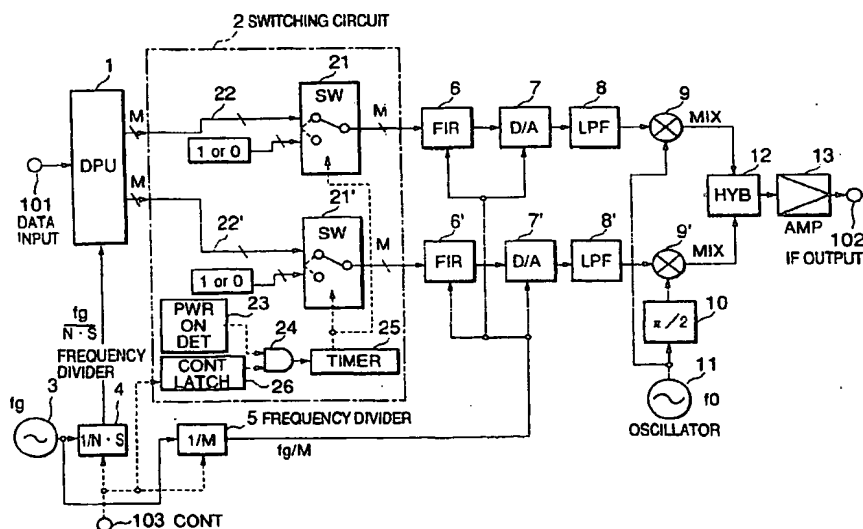 2 SWITCHING CIRCUIT
1
DPU
101
DATA
INPUT
M
M
22
21
SW
1 or 0
M
22'
21'
SW
1 or 0
M
23
PWR
ON
DET
24
25
TIMER
CONT
LATCH
26
6
FIR
7
D/A
8
LPF
9
MIX
6'
FIR
7'
D/A
8'
LPF
9'
MIX
12
HYB
13
AMP
102
IF OUTPUT
10
π/2
11
f0
OSCILLATOR
fg
N · S
FREQUENCY
DIVIDER
fg
3
4
1/N · S
5 FREQUENCY DIVIDER
1/M
fg/M
103 CONT